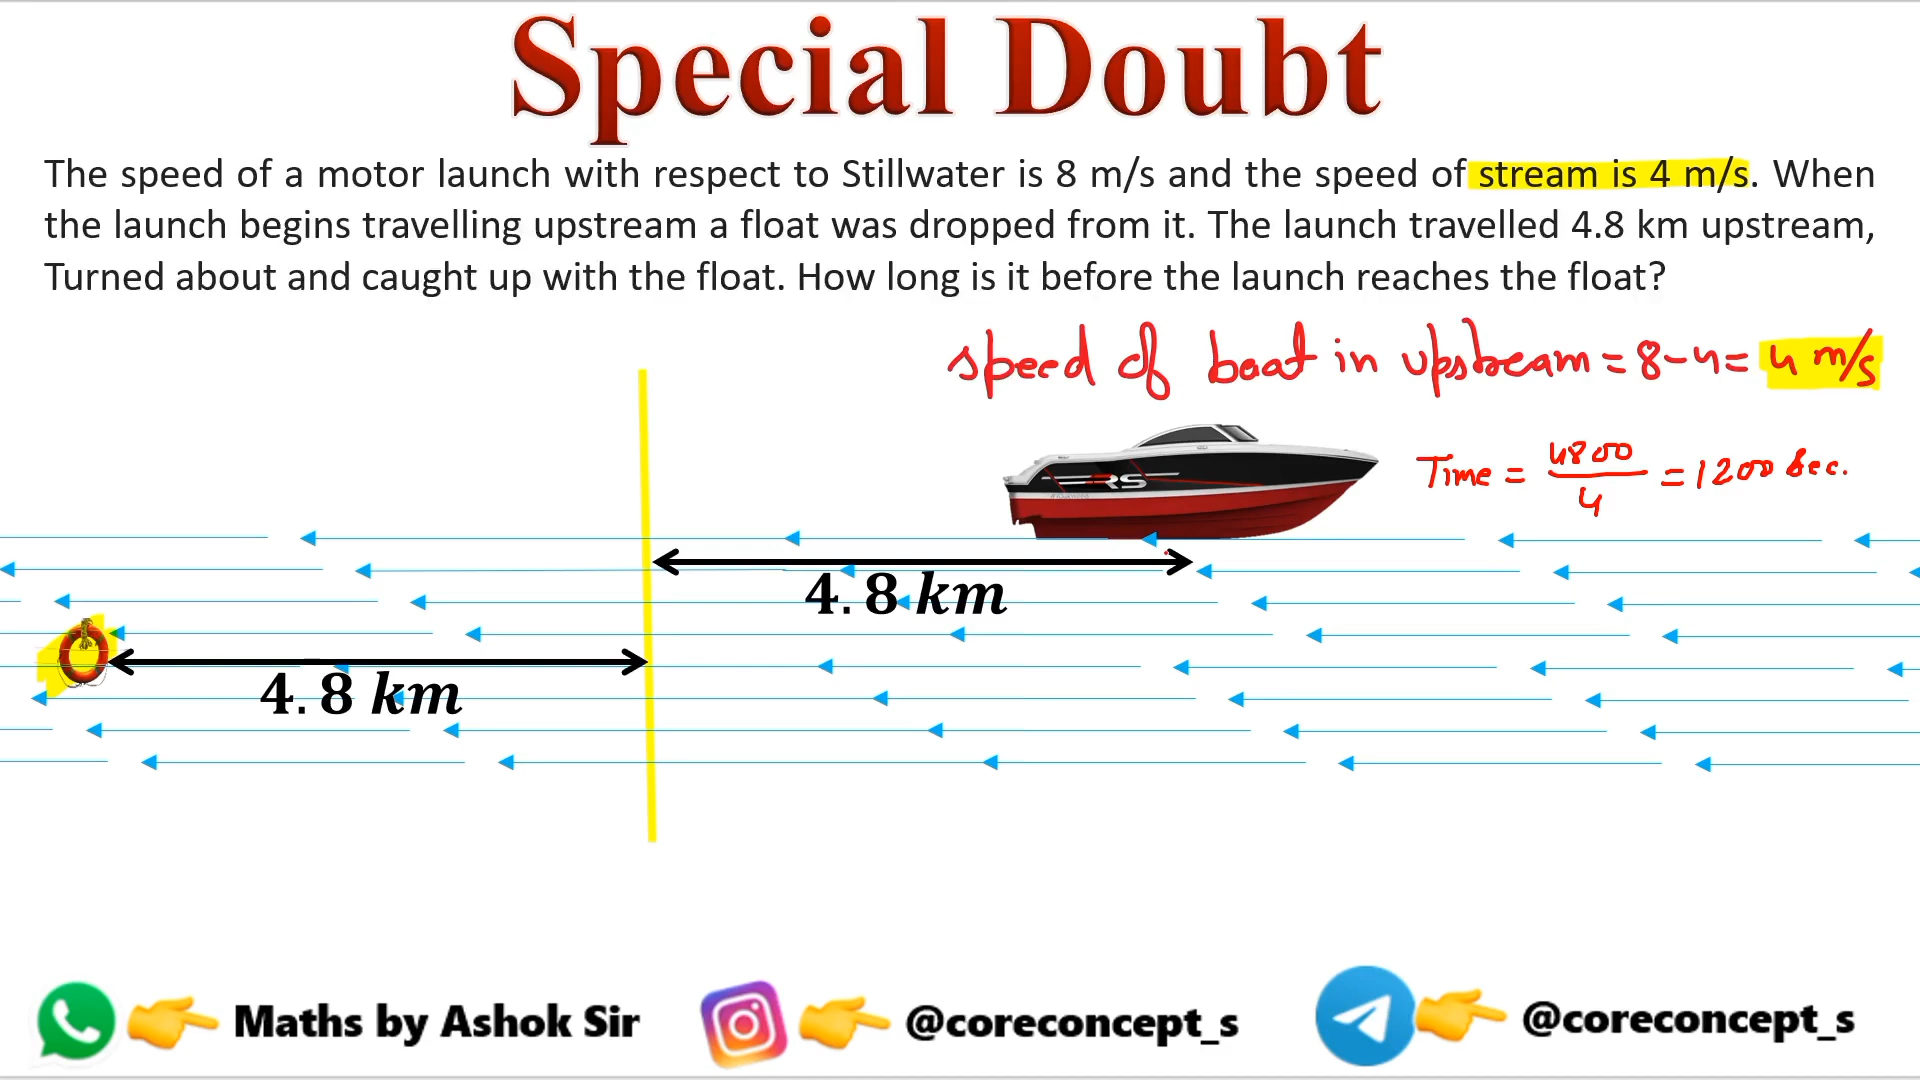 Special Doubt
The speed of a motor launch with respect to Stillwater is 8 m/s and the speed of stream is 4 m/s. When
the launch begins travelling upstream a float was dropped from it. The launch travelled 4.8 km upstream,
Turned about and caught up with the float. How long is it before the launch reaches the float?
speed of boat in upstream = 8-4 = 4 m/s
Time = 4800/4 = 1200 sec.
RS
4.8 km
4.8 km
Maths by Ashok Sir
@coreconcept_s
@coreconcept_s